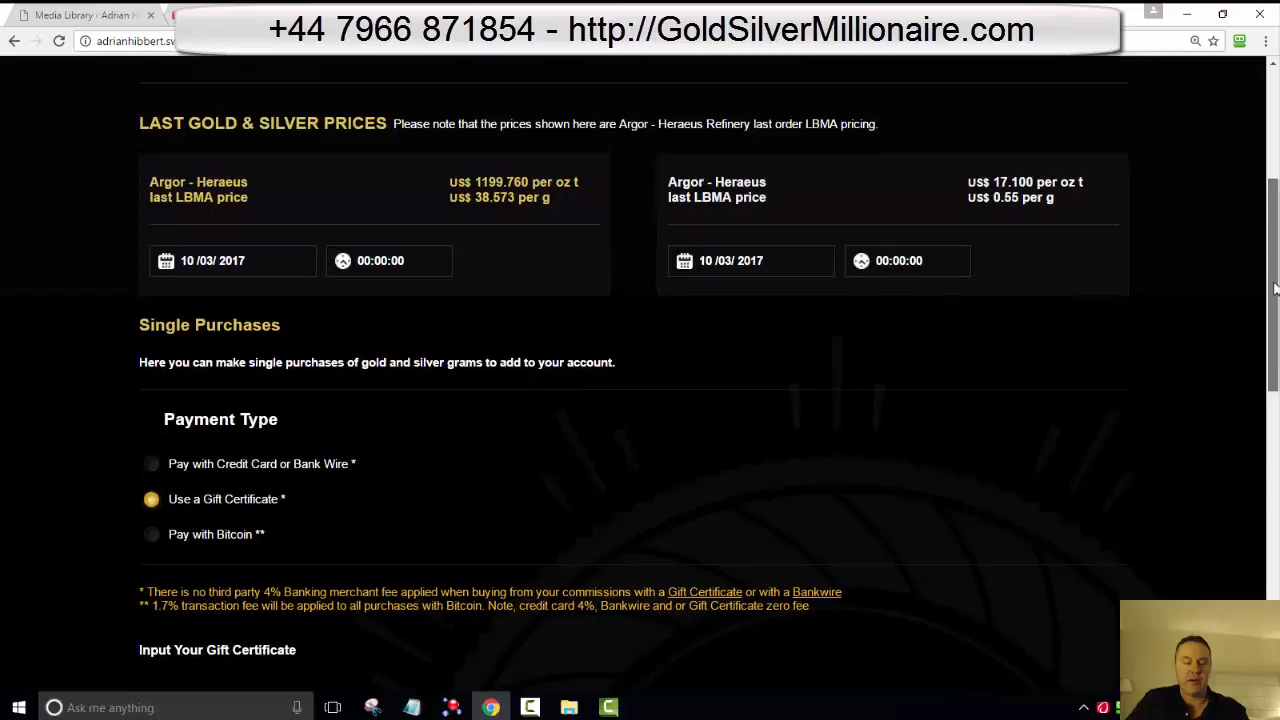 Media Library ‹ Adrian H
+44 7966 871854 - http://GoldSilverMillionaire.com
adrianhibbert.sw
LAST GOLD & SILVER PRICES Please note that the prices shown here are Argor - Heraeus Refinery last order LBMA pricing.
Argor - Heraeus
last LBMA price
US$ 1199.760 per oz t
US$ 38.573 per g
10 /03/ 2017
00:00:00
Argor - Heraeus
last LBMA price
US$ 17.100 per oz t
US$ 0.55 per g
10 /03/ 2017
00:00:00
Single Purchases
Here you can make single purchases of gold and silver grams to add to your account.
Payment Type
Pay with Credit Card or Bank Wire *
Use a Gift Certificate *
Pay with Bitcoin **
* There is no third party 4% Banking merchant fee applied when buying from your commissions with a Gift Certificate or with a Bankwire
** 1.7% transaction fee will be applied to all purchases with Bitcoin. Note, credit card 4%, Bankwire and or Gift Certificate zero fee
Input Your Gift Certificate
Ask me anything